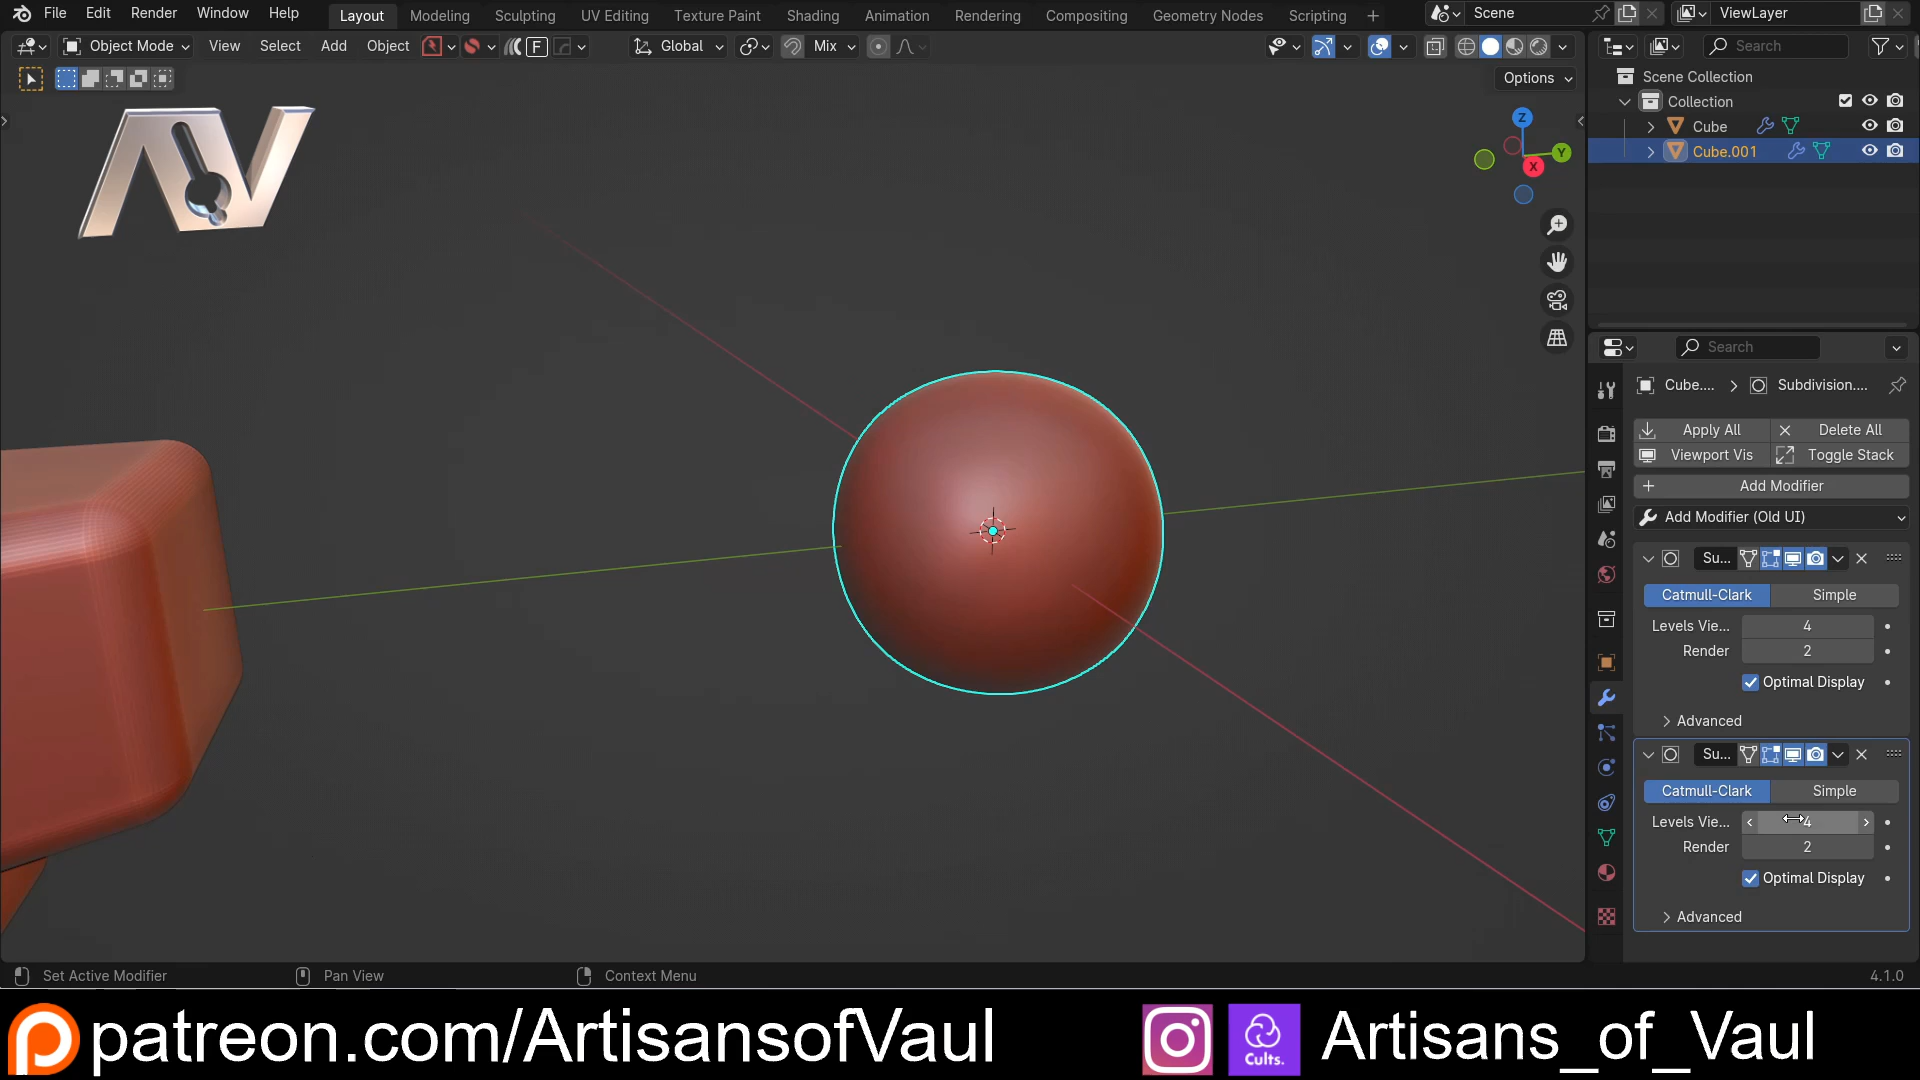 File Edit Render Window Help Layout Modeling Sculpting UV Editing Texture Paint Shading Animation Rendering Compositing Geometry Nodes Scripting + Scene ViewLayer
Object Mode View Select Add Object F Global Mix Search
Options
Scene Collection
Collection
Cube
Cube.001
AV
Z
Y
X
Search
Cube.... Subdivision....
Apply All Delete All
Viewport Vis Toggle Stack
Add Modifier
Add Modifier (Old UI)
Su...
Catmull-Clark Simple
Levels Vie... 4
Render 2
Optimal Display
Advanced
Su...
Catmull-Clark Simple
Levels Vie... 4
Render 2
Optimal Display
Advanced
Set Active Modifier Pan View Context Menu 4.1.0
patreon.com/ArtisansofVaul Cults. Artisans_of_Vaul